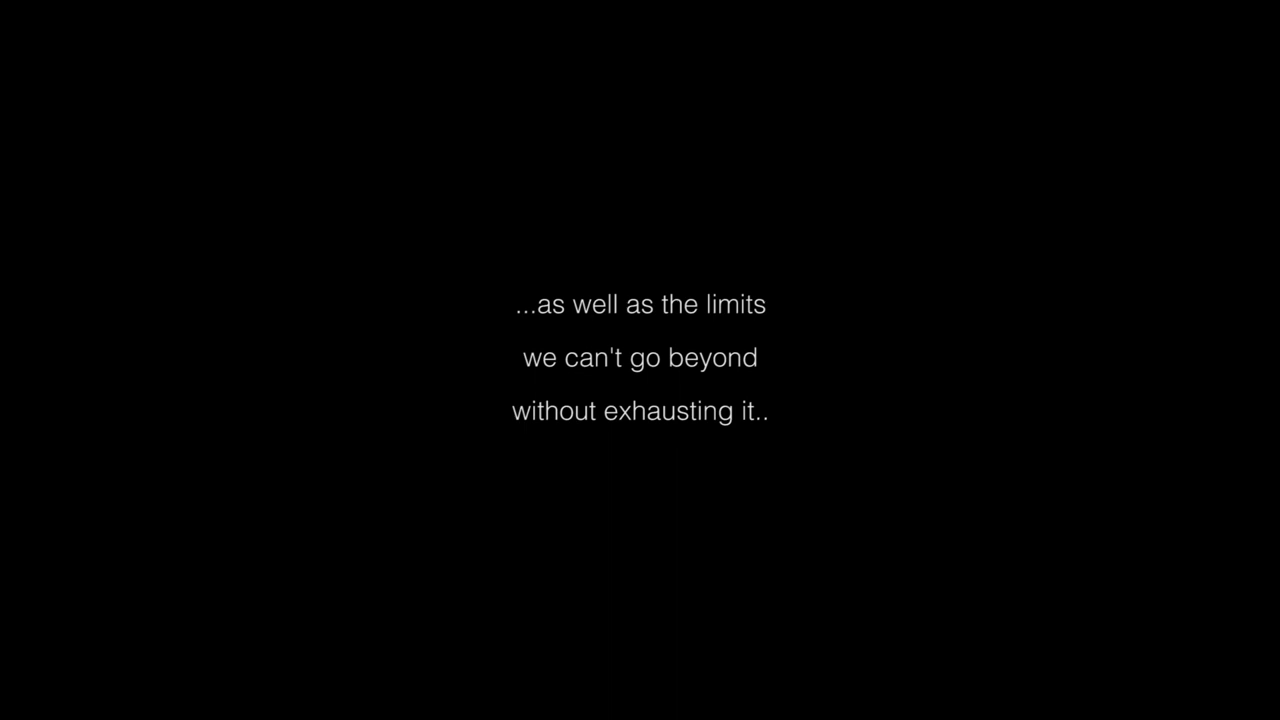 ...as well as the limits
we can't go beyond
without exhausting it..